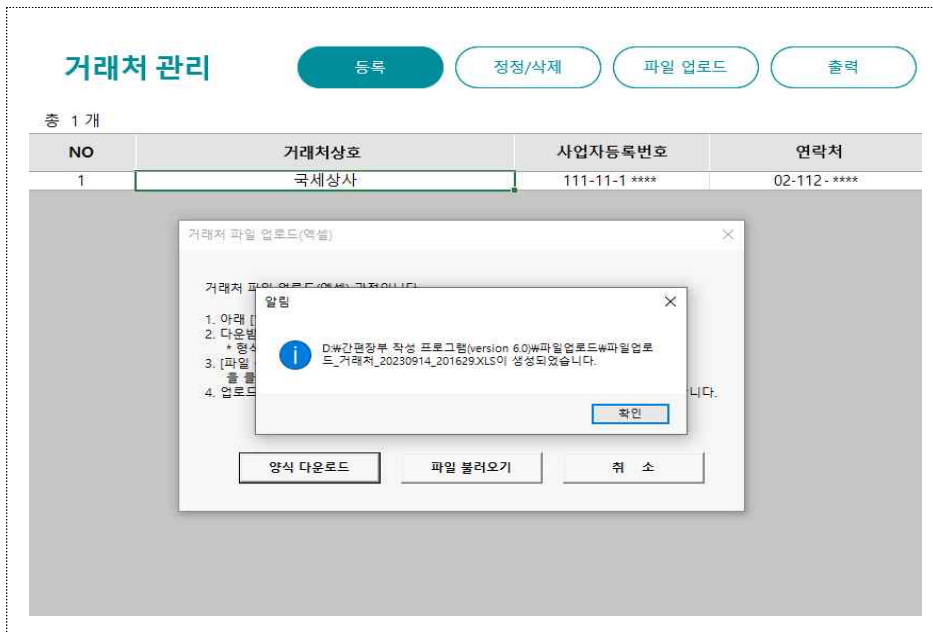 거래처 관리
등록
정정/삭제
파일 업로드
출력
총 1 개
NO 거래처상호 사업자등록번호 연락처
1 국세상사 111-11-1 **** 02-112- ****
거래처 파일 업로드(엑셀)
거래처
1. 아래
2. 다운받
* 형식
3. [파일
을 클
4. 업로드
니다.
알림
D:₩간편장부 작성 프로그램(version 6.0)₩파일업로드₩파일업로
드_거래처_20230914_201629.XLS이 생성되었습니다.
확인
양식 다운로드
파일 불러오기
취 소